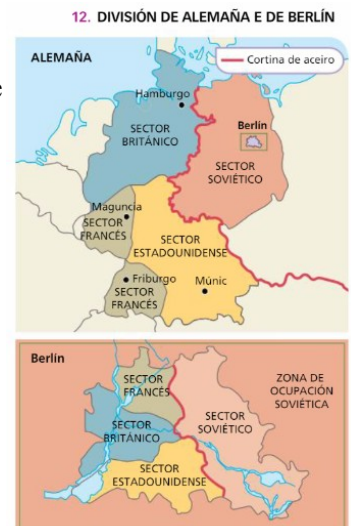 12. DIVISIÓN DE ALEMAÑA E DE BERLÍN
ALEMAÑA
Cortina de aceiro
Hamburgo
SECTOR
BRITÁNICO
Berlín
SECTOR
SOVIÉTICO
Maguncia
SECTOR
FRANCÉS
SECTOR
ESTADOUNIDENSE
Friburgo
SECTOR
FRANCÉS
Múnic
Berlín
SECTOR
FRANCÉS
SECTOR
BRITÁNICO
SECTOR
SOVIÉTICO
ZONA DE
OCUPACIÓN
SOVIÉTICA
SECTOR
ESTADOUNIDENSE